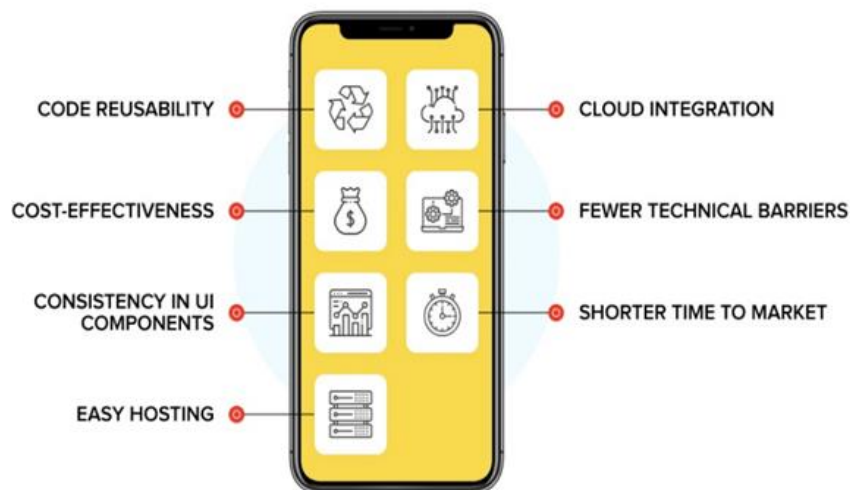 CODE REUSABILITY
CLOUD INTEGRATION
COST-EFFECTIVENESS
$
FEWER TECHNICAL BARRIERS
CONSISTENCY IN UI
COMPONENTS
SHORTER TIME TO MARKET
EASY HOSTING